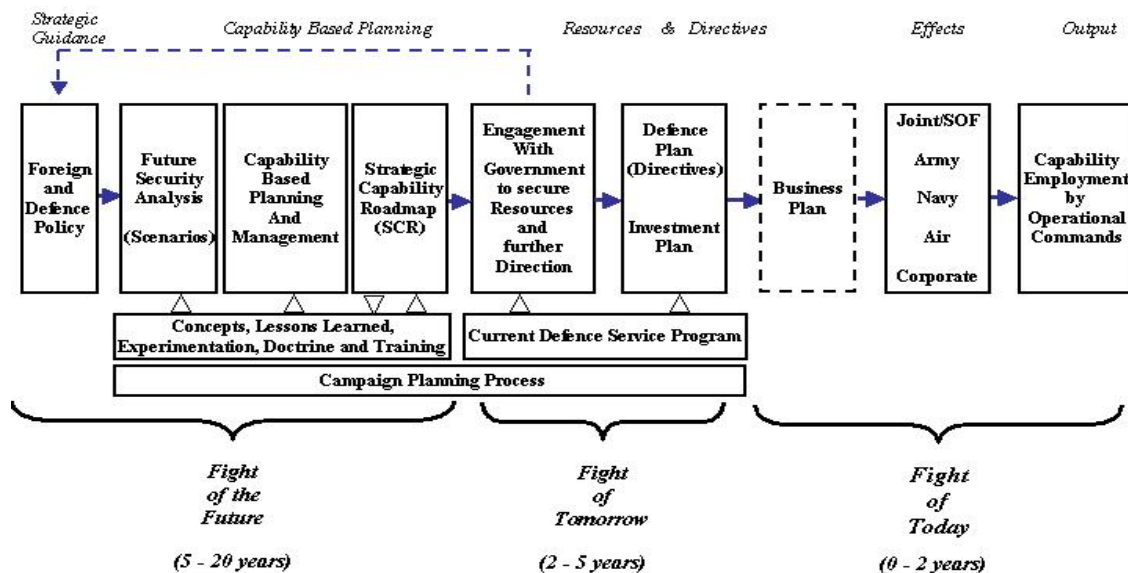 Strategic
Guidance
Capability Based Planning
Resources & Directives
Effects
Output
Foreign
and
Defence
Policy
Future
Security
Analysis
(Scenarios)
Capability
Based
Planning
And
Management
Strategic
Capability
Roadmap
(SCR)
Engagement
With
Government
to secure
Resources
and
further
Direction
Defence
Plan
(Directives)
Investment
Plan
Business
Plan
Joint/SOF
Army
Navy
Air
Corporate
Capability
Employment
by
Operational
Commands
Concepts, Lessons Learned,
Experimentation, Doctrine and Training
Current Defence Service Program
Campaign Planning Process
Fight
of the
Future
(5 - 20 years)
Fight
of
Tomorrow
(2 - 5 years)
Fight
of
Today
(0 - 2 years)